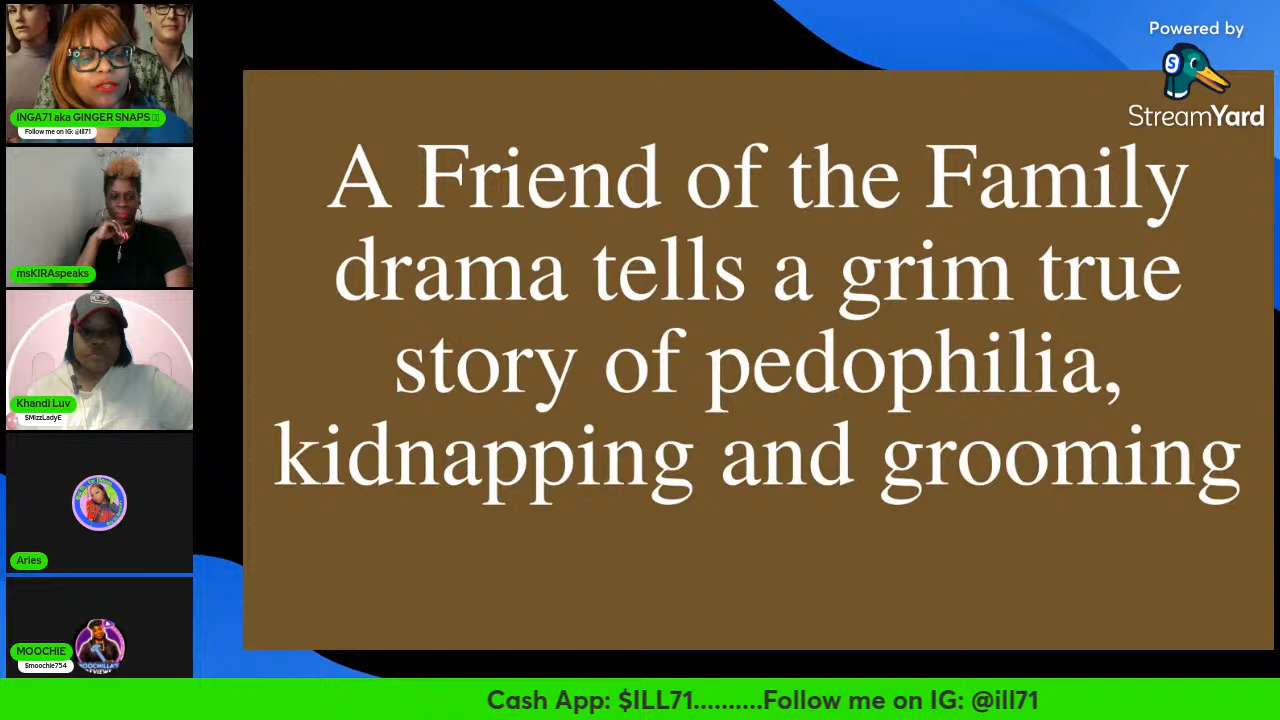 Powered by
S
StreamYard
A Friend of the Family
drama tells a grim true
story of pedophilia,
kidnapping and grooming
INGA71 aka GINGER SNAPS
Follow me on IG: @ill71
msKIRAspeaks
Khandi Luv
$MizzLadyE
Aries
MOOCHIE
$moochie754
Cash App: $ILL71..........Follow me on IG: @ill71